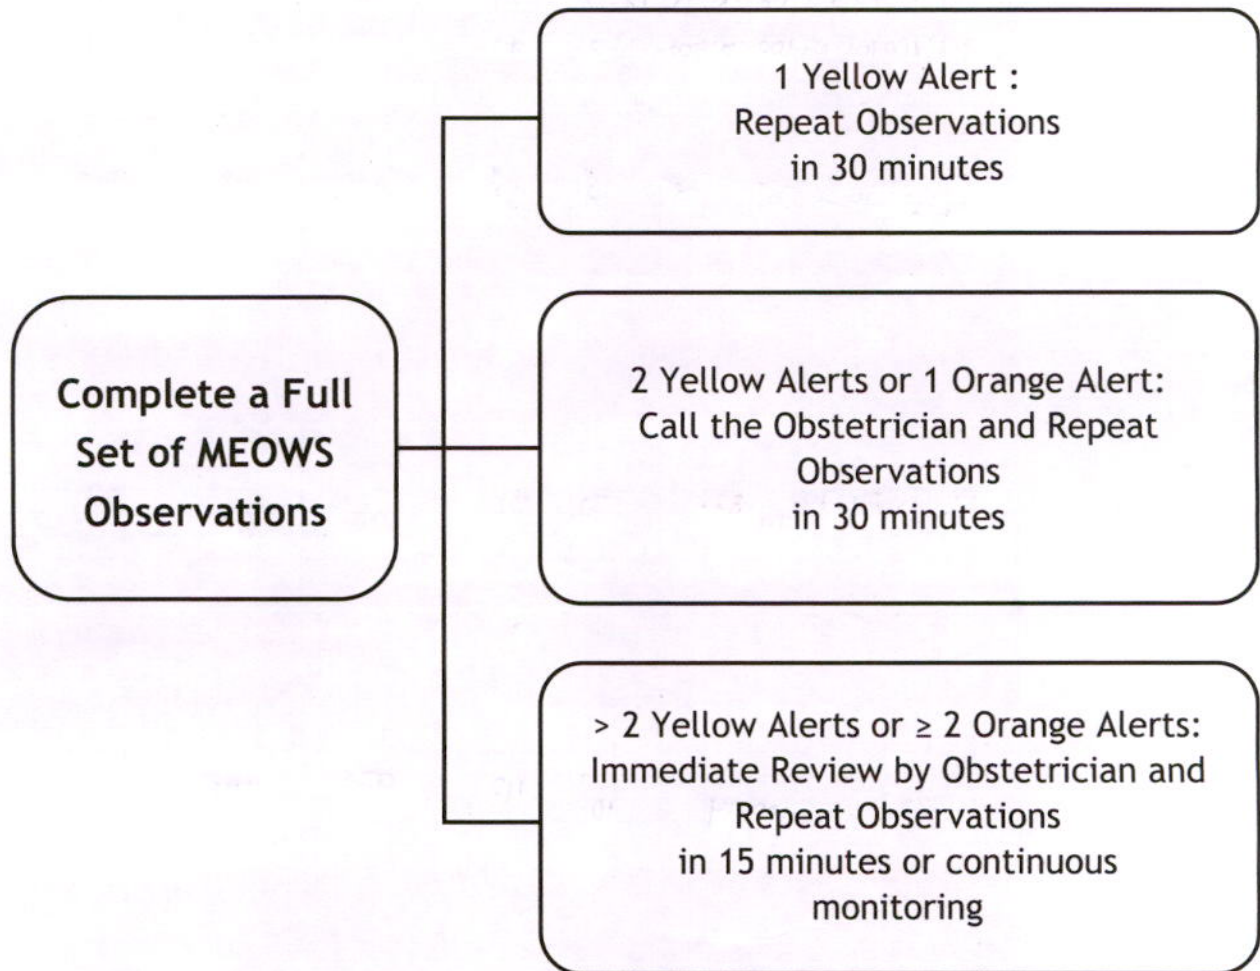 1 Yellow Alert :
Repeat Observations
in 30 minutes
Complete a Full
Set of MEOWS
Observations
2 Yellow Alerts or 1 Orange Alert:
Call the Obstetrician and Repeat
Observations
in 30 minutes
> 2 Yellow Alerts or ≥ 2 Orange Alerts:
Immediate Review by Obstetrician and
Repeat Observations
in 15 minutes or continuous
monitoring